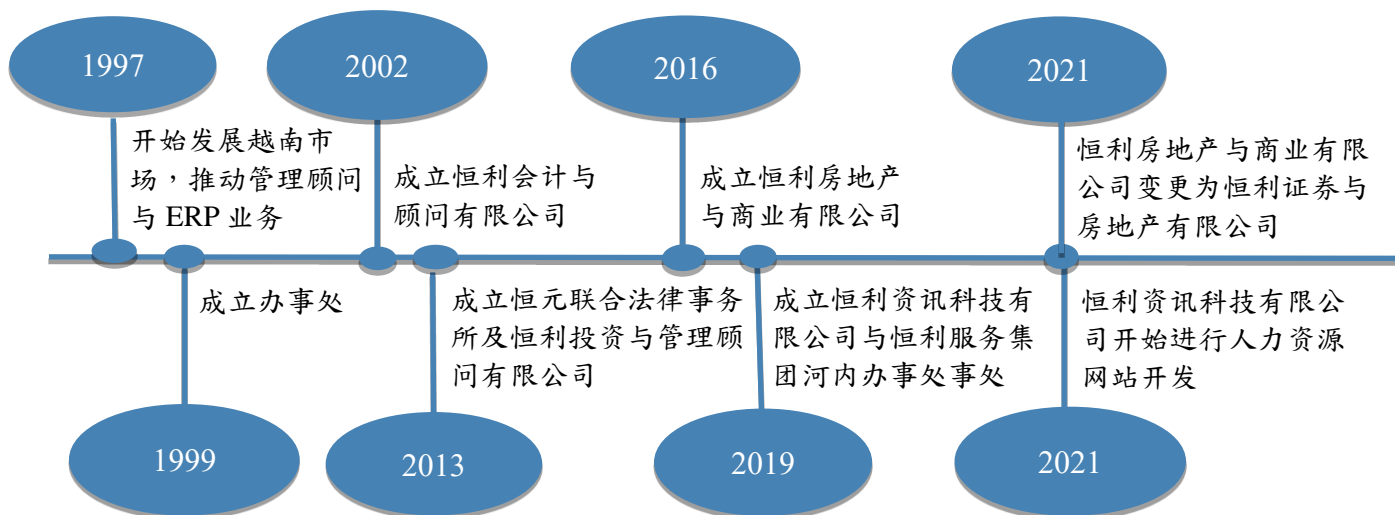 1997
2002
2016
2021
开始发展越南市
场，推动管理顾问
与 ERP 业务
成立恒利会计与
顾问有限公司
成立恒利房地产
与商业有限公司
恒利房地产与商业有限
公司变更为恒利证券与
房地产有限公司
成立办事处
成立恒元联合法律事务
所及恒利投资与管理顾
问有限公司
成立恒利资讯科技有
限公司与恒利服务集
团河内办事处事处
恒利资讯科技有限公
司开始进行人力资源
网站开发
1999
2013
2019
2021